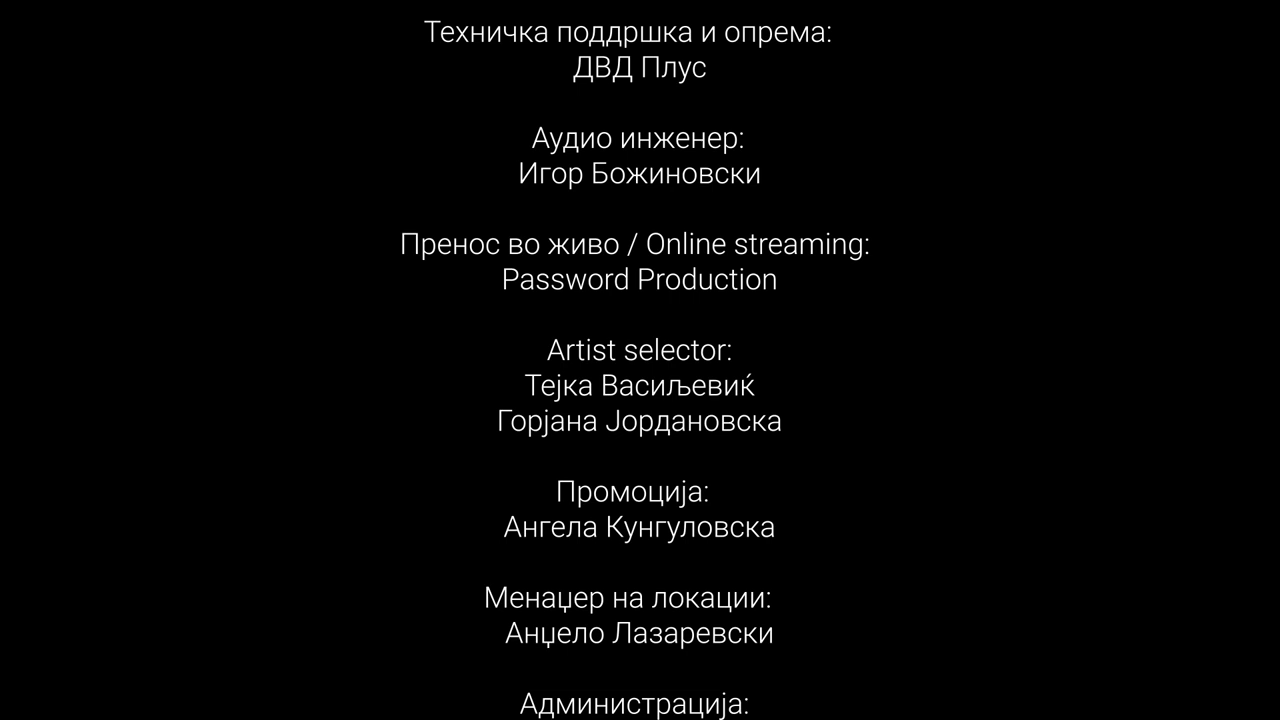 Техничка поддршка и опрема:
ДВД Плус
Аудио инженер:
Игор Божиновски
Пренос во живо / Online streaming:
Password Production
Artist selector:
Тејка Васиљевиќ
Горјана Јордановска
Промоција:
Ангела Кунгуловска
Менаџер на локации:
Анџело Лазаревски
Администрација: